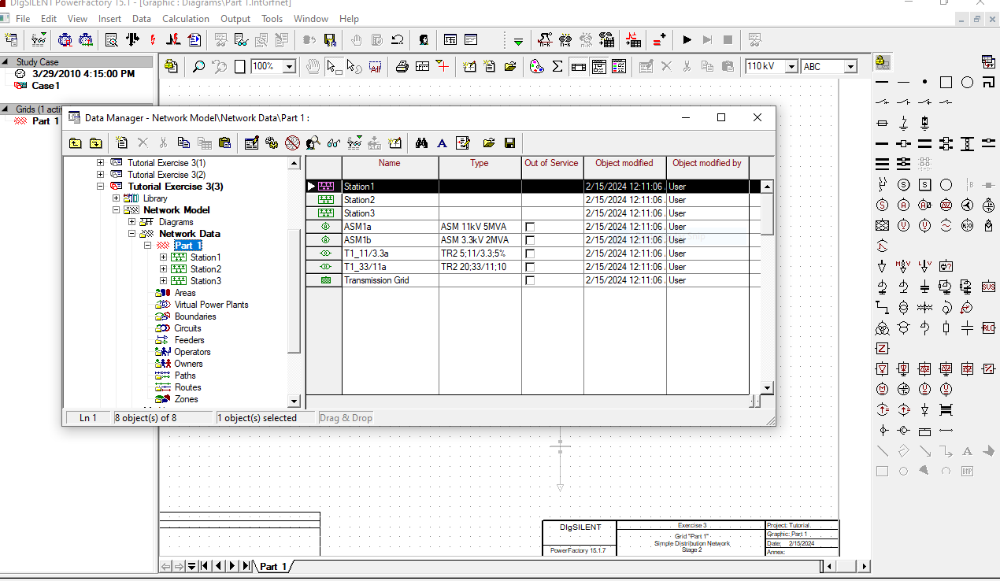 DIgSILENT PowerFactory 15.1 - [Graphic : Diagrams\Part 1.IntGrfnet]
File Edit View Insert Data Calculation Output Tools Window Help
Study Case
3/29/2010 4:15:00 PM
Case1
Grids (1 acti
Part 1
100%
110 kV
ABC
Data Manager - Network Model\Network Data\Part 1 :
Tutorial Exercise 3(1)
Tutorial Exercise 3(2)
Tutorial Exercise 3(3)
Library
Network Model
Diagrams
Network Data
Part 1
Station1
Station2
Station3
Areas
Virtual Power Plants
Boundaries
Circuits
Feeders
Operators
Owners
Paths
Routes
Zones
Name Type Out of Service Object modified Object modified by
Station1 2/15/2024 12:11:06 User
Station2 2/15/2024 12:11:06 . User
Station3 2/15/2024 12:11:06 . User
ASM1a ASM 11kV 5MVA 2/15/2024 12:11:06 . User
ASM1b ASM 3.3kV 2MVA 2/15/2024 12:11:06 . User
T1_11/3.3a TR2 5;11/3.3;5% 2/15/2024 12:11:06 . User
T1_33/11a TR2 20;33/11;10 2/15/2024 12:11:06 . User
Transmission Grid 2/15/2024 12:11:06 . User
Ln 1 8 object(s) of 8 1 object(s) selected Drag & Drop
DIgSILENT
PowerFactory 15.1.7
Exercise 3
Grid "Part 1"
Simple Distribution Network
Stage 2
Project: Tutorial
Graphic: Part 1
Date: 2/15/2024
Annex:
Part 1
SVS
RLC
BMP